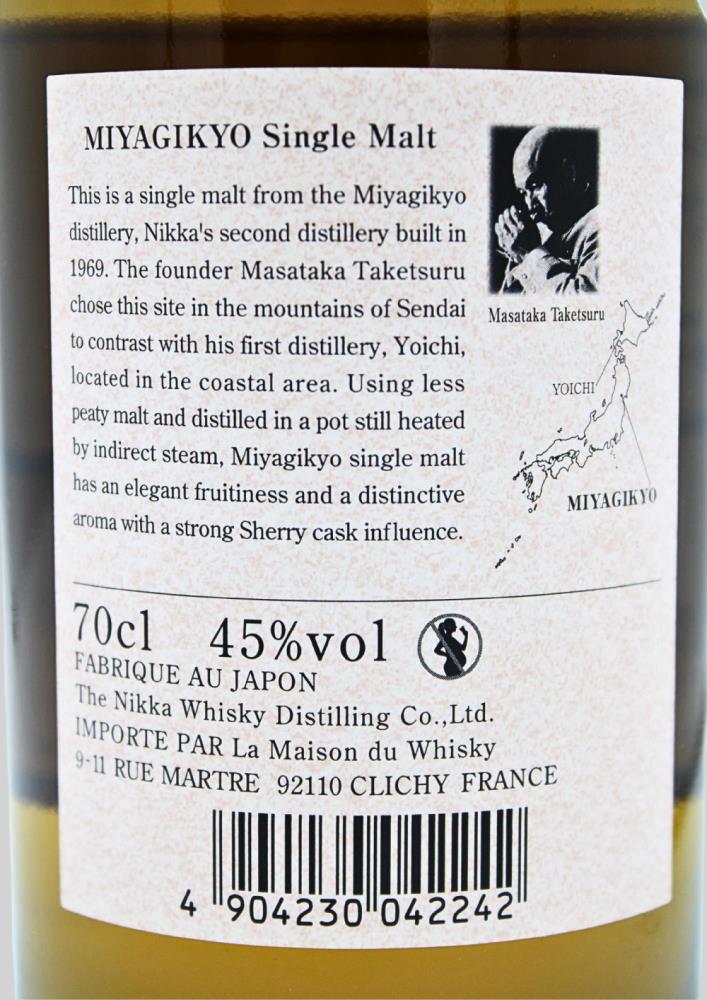 MIYAGIKYO Single Malt
This is a single malt from the Miyagikyo
distillery, Nikka's second distillery built in
1969. The founder Masataka Taketsuru
chose this site in the mountains of Sendai
to contrast with his first distillery, Yoichi,
located in the coastal area. Using less
peaty malt and distilled in a pot still heated
by indirect steam, Miyagikyo single malt
has an elegant fruitiness and a distinctive
aroma with a strong Sherry cask influence.
Masataka Taketsuru
YOICHI
MIYAGIKYO
70cl 45%vol
FABRIQUE AU JAPON
The Nikka Whisky Distilling Co.,Ltd.
IMPORTE PAR La Maison du Whisky
9-11 RUE MARTRE 92110 CLICHY FRANCE
4 904230 042242